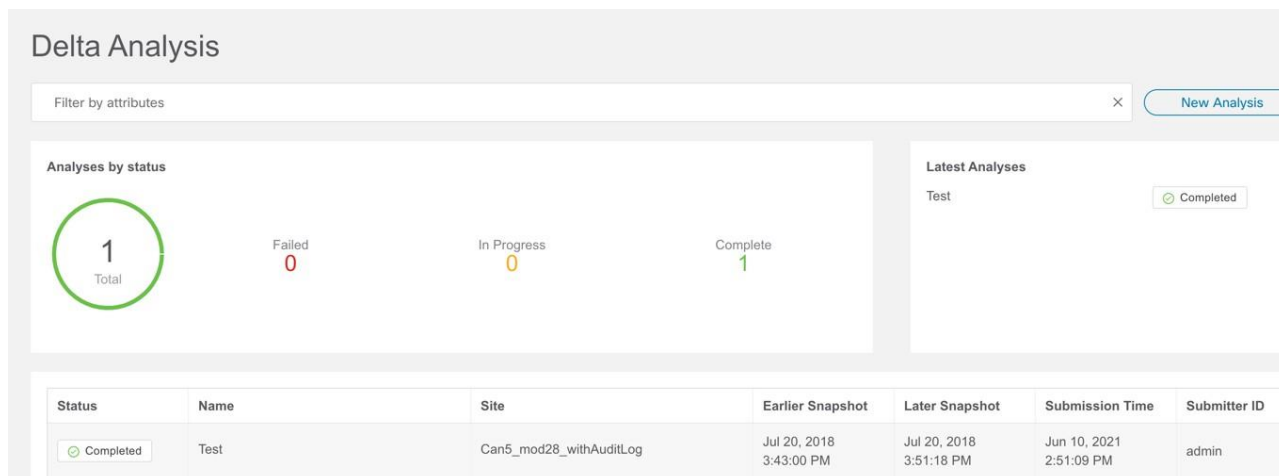 Delta Analysis
Filter by attributes
New Analysis
Analyses by status
1
Total
Failed
0
In Progress
0
Complete
1
Latest Analyses
Test
Completed
Status Name Site Earlier Snapshot Later Snapshot Submission Time Submitter ID
Completed Test Can5_mod28_withAuditLog Jul 20, 2018 Jul 20, 2018 Jun 10, 2021 admin
3:43:00 PM 3:51:18 PM 2:51:09 PM